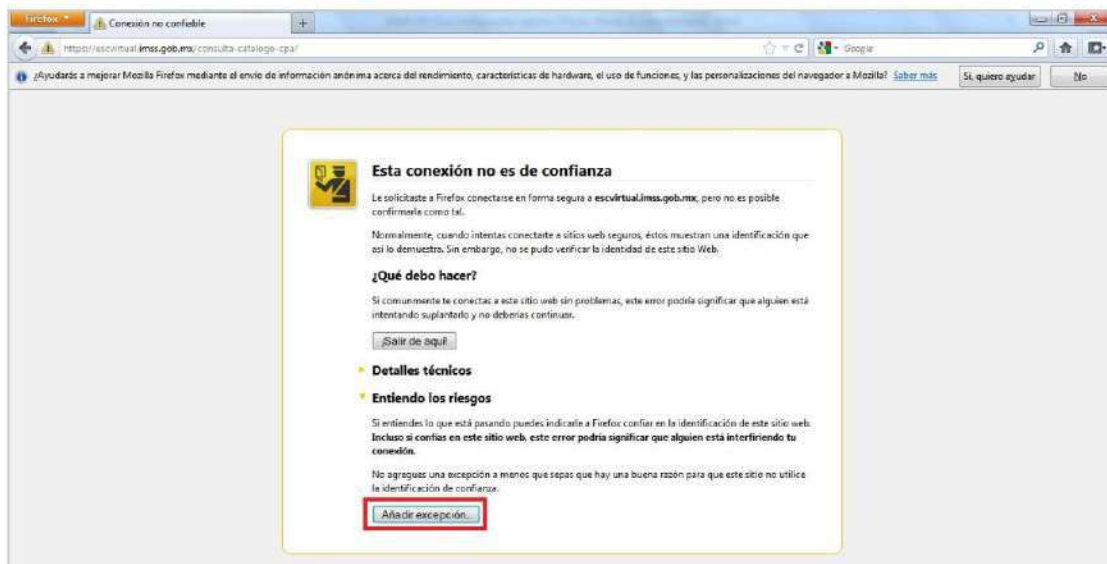 Firefox
Conexión no confiable
https://escvirtual.imss.gob.mx/consulta-catalogo-cpa/
Google
¿Ayudarás a mejorar Mozilla Firefox mediante el envío de información anónima acerca del rendimiento, características de hardware, el uso de funciones, y las personalizaciones del navegador a Mozilla? Saber más
Sí, quiero ayudar
No
Esta conexión no es de confianza
Le solicitaste a Firefox conectarse en forma segura a escvirtual.imss.gob.mx, pero no es posible
confirmarla como tal.
Normalmente, cuando intentas conectarte a sitios web seguros, éstos muestran una identificación que
así lo demuestra. Sin embargo, no se pudo verificar la identidad de este sitio Web.
¿Qué debo hacer?
Si comunmente te conectas a este sitio web sin problemas, este error podría significar que alguien está
intentando suplantarlo y no deberías continuar.
¡Salir de aquí!
Detalles técnicos
Entiendo los riesgos
Si entiendes lo que está pasando puedes indicarle a Firefox confiar en la identificación de este sitio web.
Incluso si confías en este sitio web, este error podría significar que alguien está interfiriendo tu
conexión.
No agregues una excepción a menos que sepas que hay una buena razón para que este sitio no utilice
la identificación de confianza.
Añadir excepción...